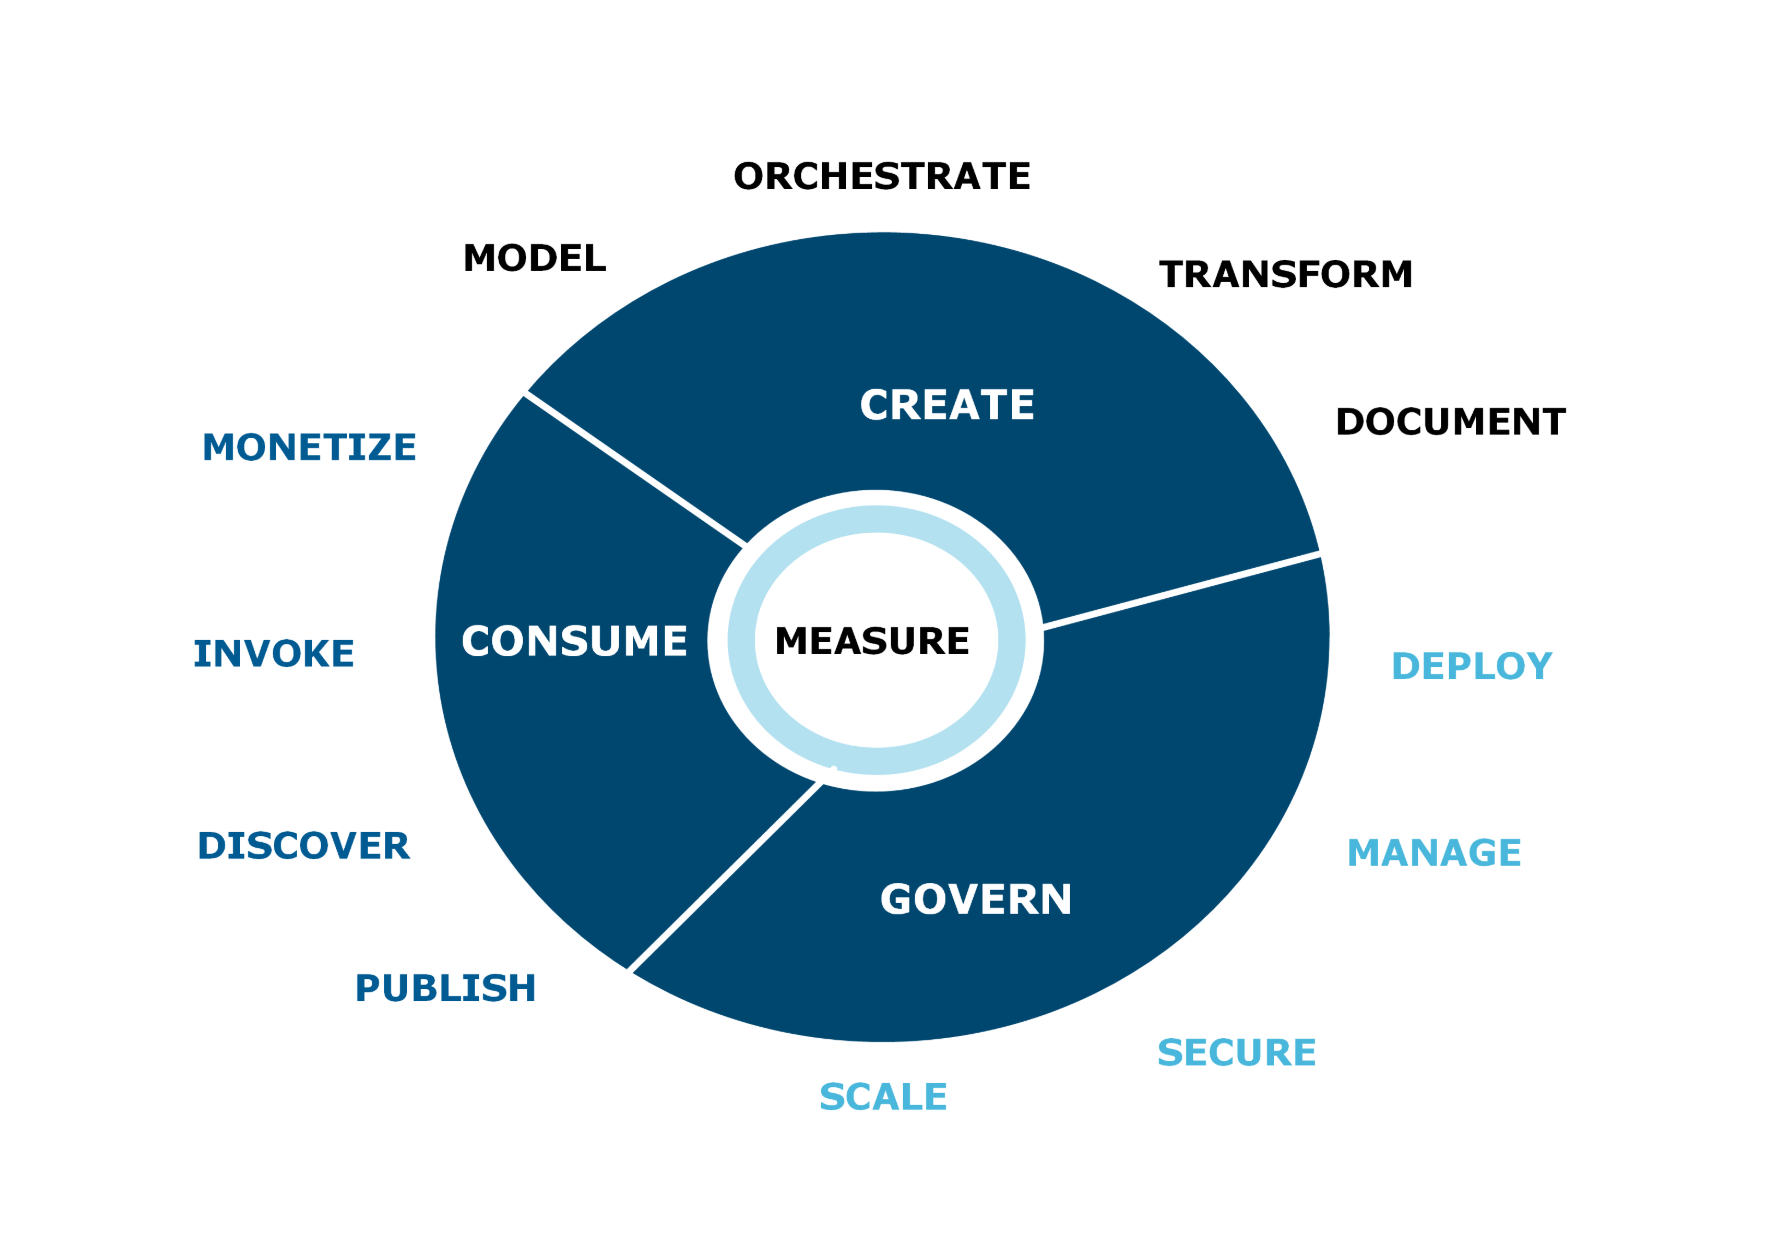 ORCHESTRATE
MODEL
TRANSFORM
CREATE
DOCUMENT
MONETIZE
CONSUME
MEASURE
INVOKE
DEPLOY
DISCOVER
MANAGE
GOVERN
PUBLISH
SECURE
SCALE